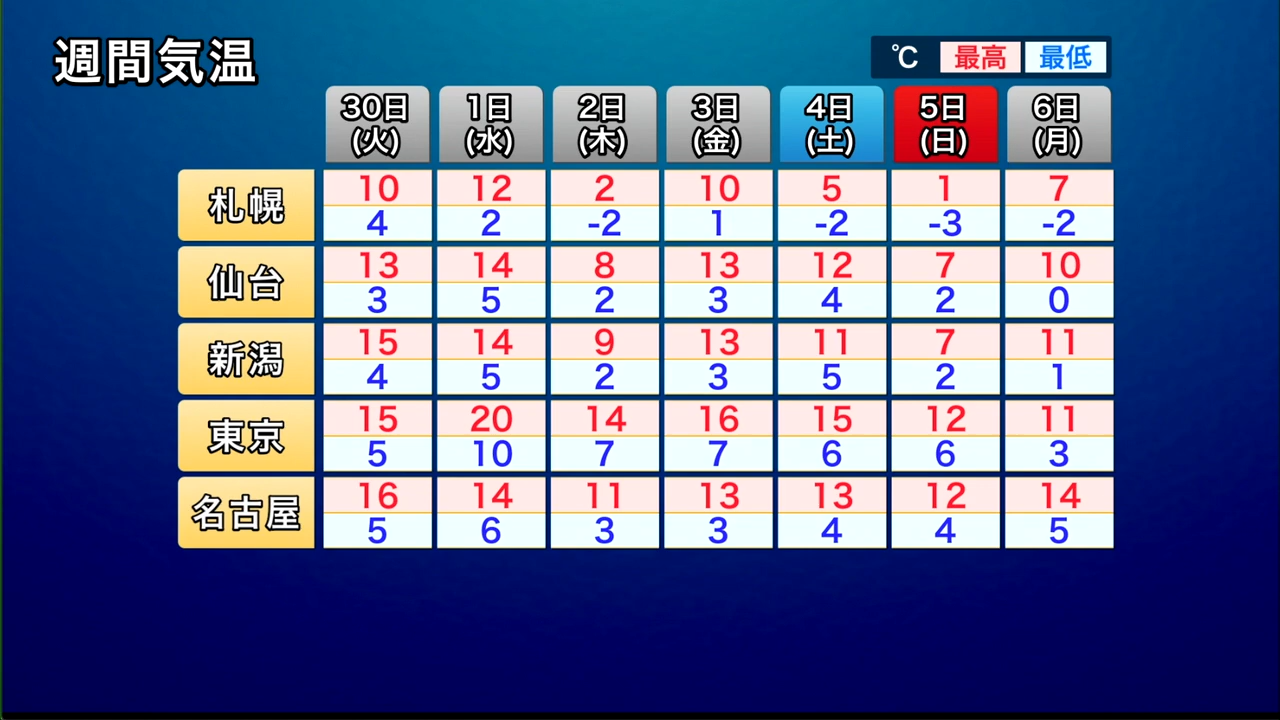 週間気温
℃ 最高 最低
30日 1日 2日 3日 4日 5日 6日
(火) (水) (木) (金) (土) (日) (月)
札幌 10 12 2 10 5 1 7
4 2 -2 1 -2 -3 -2
仙台 13 14 8 13 12 7 10
3 5 2 3 4 2 0
新潟 15 14 9 13 11 7 11
4 5 2 3 5 2 1
東京 15 20 14 16 15 12 11
5 10 7 7 6 6 3
名古屋 16 14 11 13 13 12 14
5 6 3 3 4 4 5